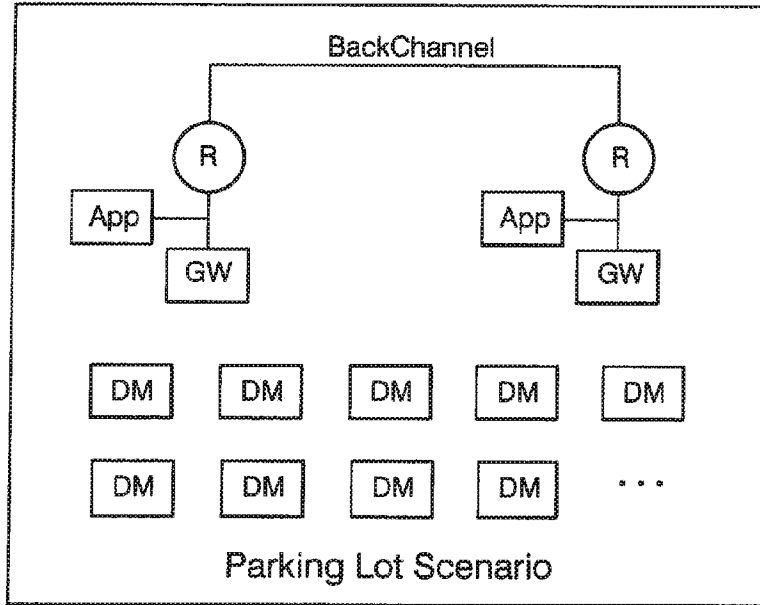 BackChannel
R R
App App
GW GW
DM DM DM DM DM
DM DM DM DM ...
Parking Lot Scenario